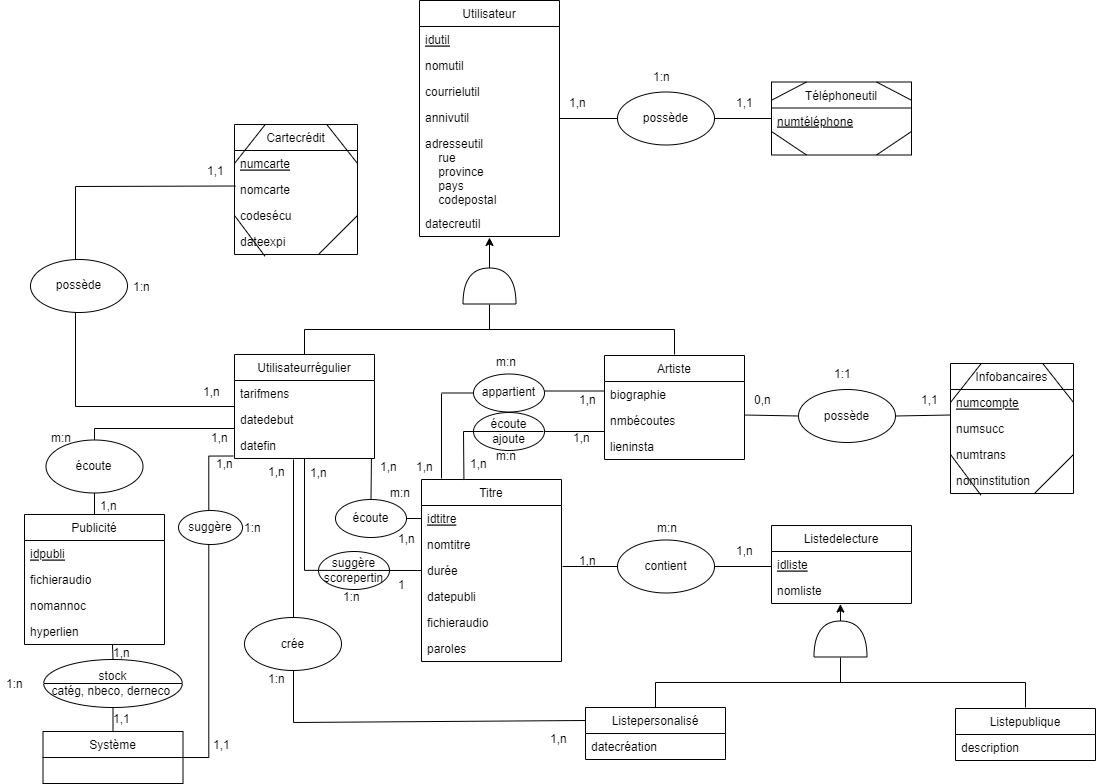 Utilisateur
idutil
nomutil
courrielutil
annivutil
adresseutil
rue
province
pays
codepostal
datecreutil
1,n
1:n
possède
1,1
Téléphoneutil
numtéléphone
Cartecrédit
numcarte
nomcarte
codesécu
dateexpi
1,1
possède
1:n
1,n
Utilisateurrégulier
tarifmens
datedebut
datefin
Artiste
biographie
nmbécoutes
lieninsta
m:n
appartient
1,n
1,n
écoute
ajoute
m:n
1,n
1,n
0,n
1:1
possède
1,1
Infobancaires
numcompte
numsucc
numtrans
nominstitution
m:n
écoute
1,n
1,n
Publicité
idpubli
fichieraudio
nomannoc
hyperlien
1,n
suggère
1:n
1,1
1,n
stock
catég, nbeco, derneco
1:n
1,1
Système
1,n
1,n
1,n
m:n
écoute
1,n
suggère
scorepertin
1:n
1
Titre
idtitre
nomtitre
durée
datepubli
fichieraudio
paroles
1,n
m:n
contient
1,n
Listedelecture
idliste
nomliste
crée
1:n
1,n
Listepersonalisé
datecréation
Listepublique
description